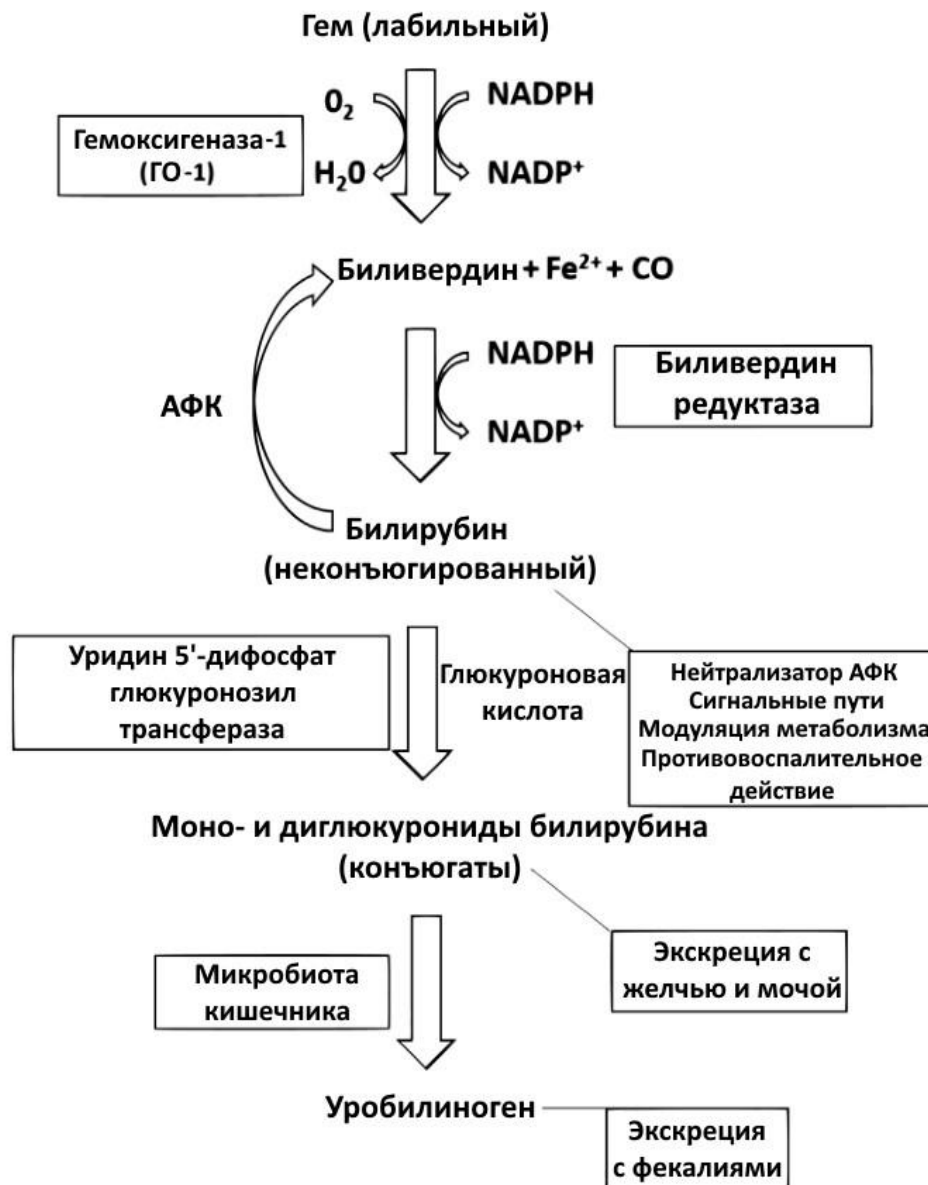 Гем (лабильный)
O₂
NADPH
Гемоксигеназа-1
(ГО-1)
H₂O
NADP⁺
Биливердин + Fe²⁺ + CO
NADPH
Биливердин
редуктаза
АФК
NADP⁺
Билирубин
(неконъюгированный)
Уридин 5'-дифосфат
глюкуронозил
трансфераза
Глюкуроновая
кислота
Нейтрализатор АФК
Сигнальные пути
Модуляция метаболизма
Противовоспалительное
действие
Моно- и диглюкурониды билирубина
(конъюгаты)
Микробиота
кишечника
Экскреция с
желчью и мочой
Уробилиноген
Экскреция
с фекалиями